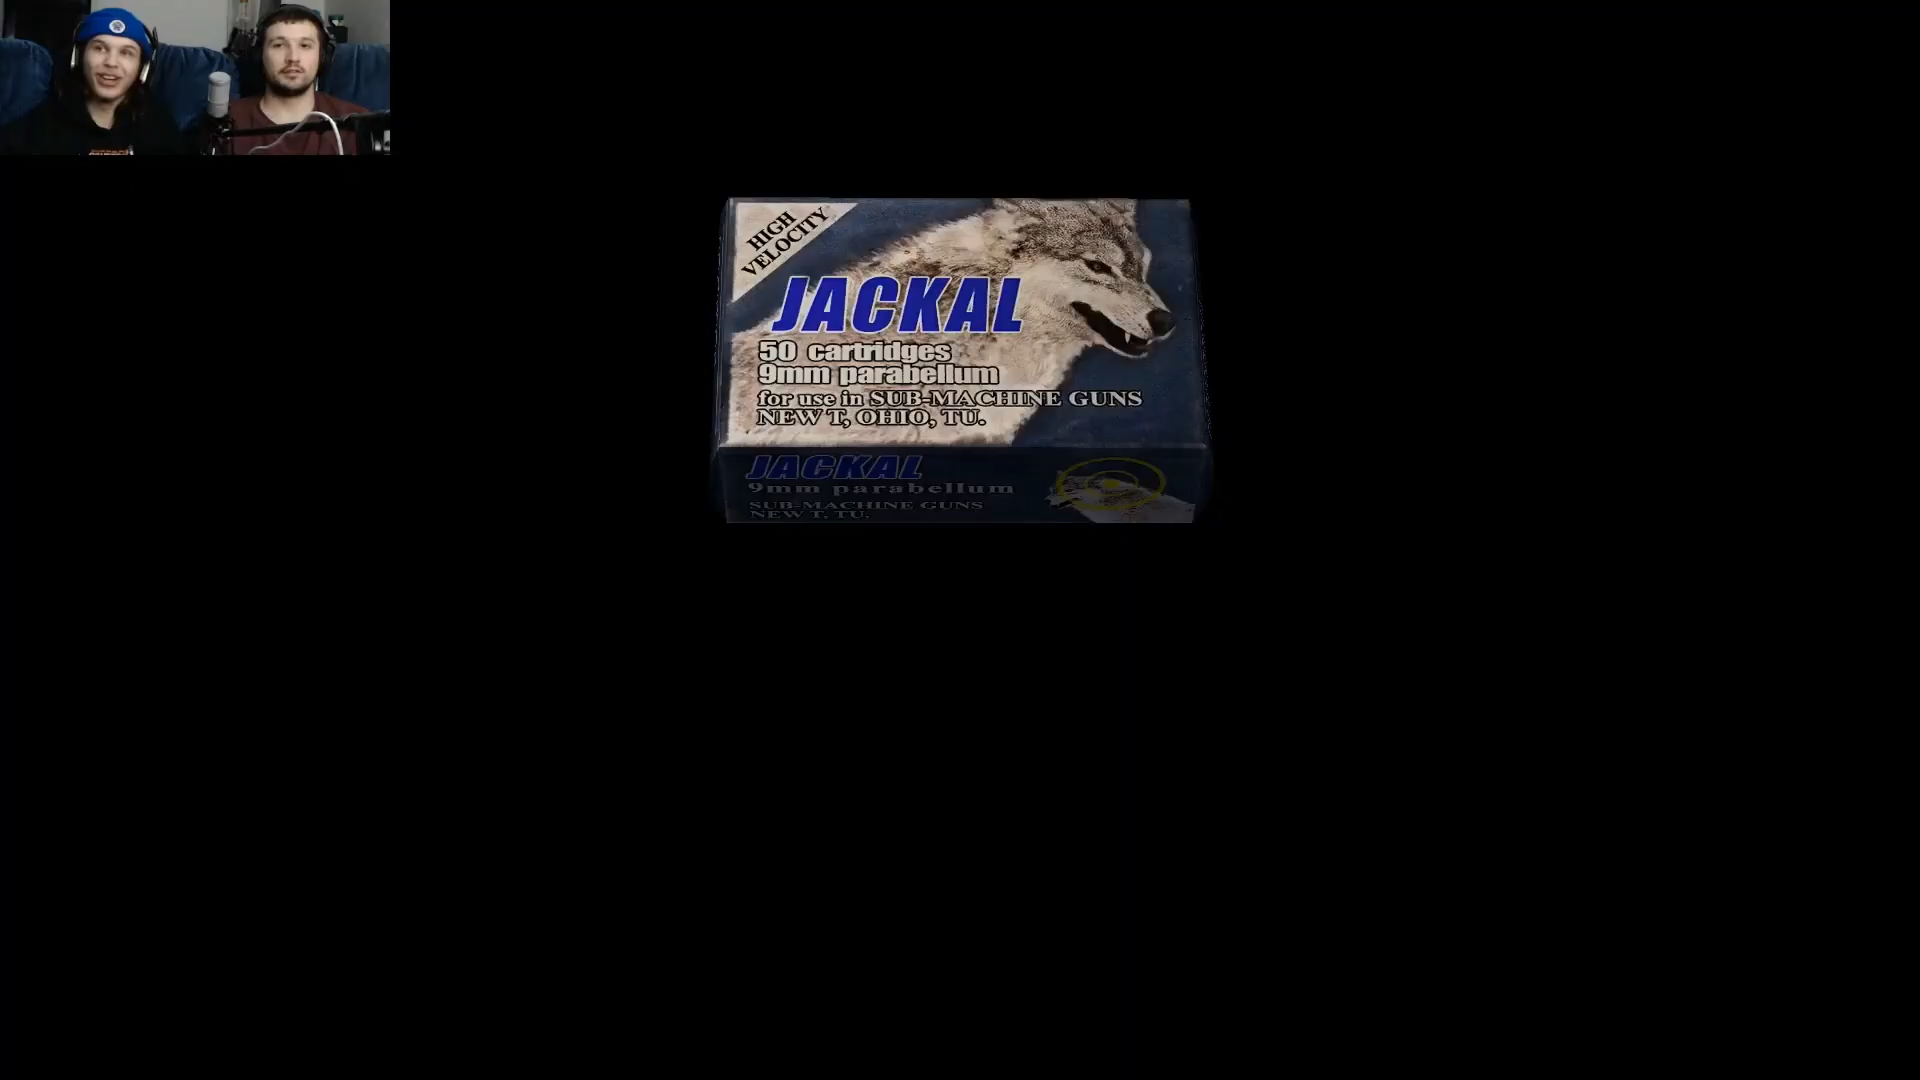 HIGH
VELOCITY
JACKAL
50 cartridges
9mm parabellum
for use in SUB-MACHINE GUNS
NEW T, OHIO, TU.
JACKAL
9mm parabellum
SUB-MACHINE GUNS
NEW T, TU.